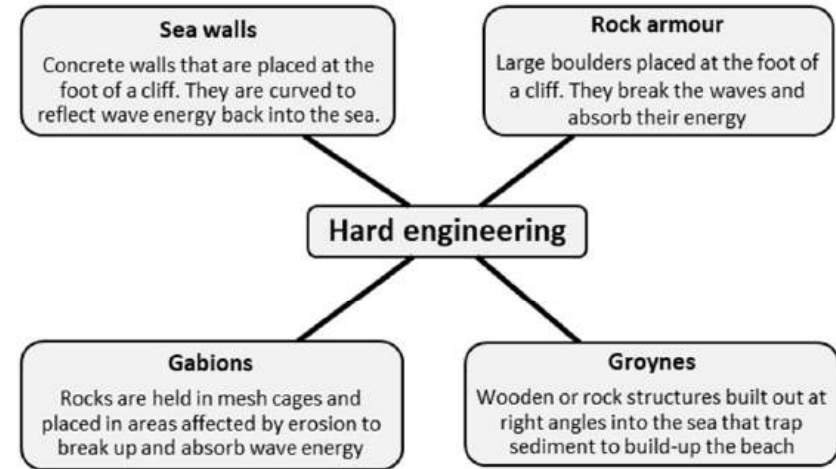 Sea walls
Concrete walls that are placed at the
foot of a cliff. They are curved to
reflect wave energy back into the sea.
Rock armour
Large boulders placed at the foot of
a cliff. They break the waves and
absorb their energy
Hard engineering
Gabions
Rocks are held in mesh cages and
placed in areas affected by erosion to
break up and absorb wave energy
Groynes
Wooden or rock structures built out at
right angles into the sea that trap
sediment to build-up the beach